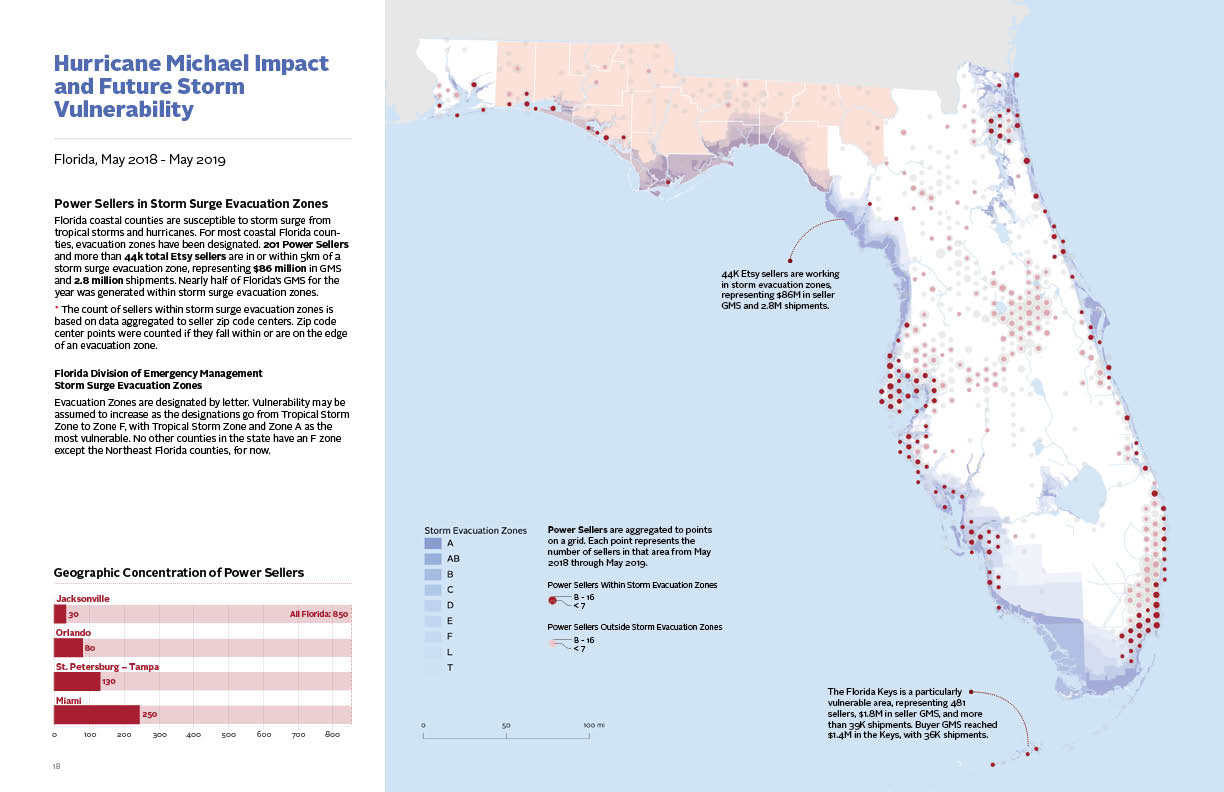 Hurricane Michael Impact
and Future Storm
Vulnerability
Florida, May 2018 - May 2019
Power Sellers in Storm Surge Evacuation Zones
Florida coastal counties are susceptible to storm surge from
tropical storms and hurricanes. For most coastal Florida coun-
ties, evacuation zones have been designated. 201 Power Sellers
and more than 44k total Etsy sellers are in or within 5km of a
storm surge evacuation zone, representing $86 million in GMS
and 2.8 million shipments. Nearly half of Florida's GMS for the
year was generated within storm surge evacuation zones.
* The count of sellers within storm surge evacuation zones is
based on data aggregated to seller zip code centers. Zip code
center points were counted if they fall within or are on the edge
of an evacuation zone.
Florida Division of Emergency Management
Storm Surge Evacuation Zones
Evacuation Zones are designated by letter. Vulnerability may be
assumed to increase as the designations go from Tropical Storm
Zone to Zone F, with Tropical Storm Zone and Zone A as the
most vulnerable. No other counties in the state have an F zone
except the Northeast Florida counties, for now.
Geographic Concentration of Power Sellers
Jacksonville
30
All Florida: 850
Orlando
80
St. Petersburg – Tampa
130
Miami
250
0 100 200 300 400 500 600 700 800
18
44K Etsy sellers are working
in storm evacuation zones,
representing $86M in seller
GMS and 2.8M shipments.
Storm Evacuation Zones
A
AB
B
C
D
E
F
L
T
Power Sellers are aggregated to points
on a grid. Each point represents the
number of sellers in that area from May
2018 through May 2019.
Power Sellers Within Storm Evacuation Zones
8 - 16
< 7
Power Sellers Outside Storm Evacuation Zones
8 - 16
< 7
0 50 100 mi
The Florida Keys is a particularly
vulnerable area, representing 481
sellers, $1.8M in seller GMS, and more
than 39K shipments. Buyer GMS reached
$1.4M in the Keys, with 36K shipments.